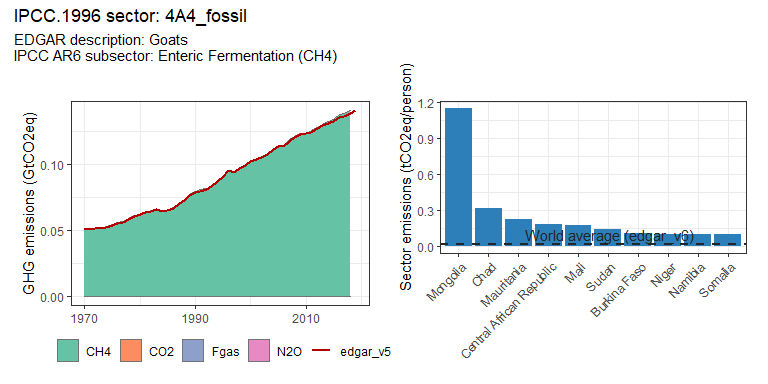 IPCC.1996 sector: 4A4_fossil
EDGAR description: Goats
IPCC AR6 subsector: Enteric Fermentation (CH4)
GHG emissions (GtCO2eq)
0.10
0.05
0.00
1970
1990
2010
CH4
CO2
Fgas
N2O
edgar_v5
Sector emissions (tCO2eq/person)
1.2
0.9
0.6
0.3
0.0
World average (edgar_v6)
Mongolia
Chad
Mauritania
Central African Republic
Mali
Sudan
Burkina Faso
Niger
Namibia
Somalia